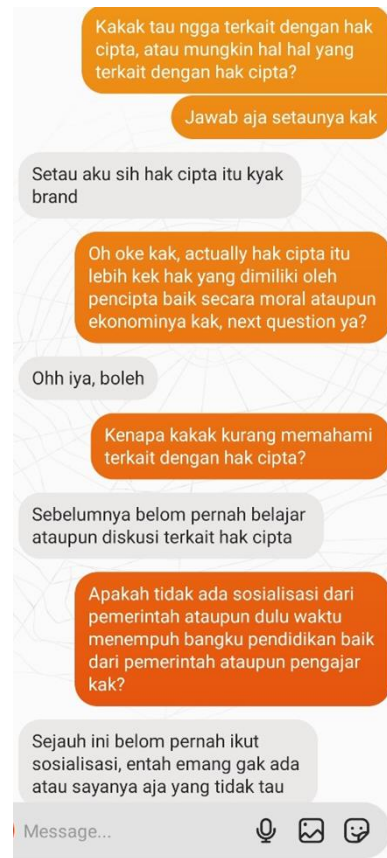 Kakak tau ngga terkait dengan hak
cipta, atau mungkin hal hal yang
terkait dengan hak cipta?
Jawab aja setaunya kak
Setau aku sih hak cipta itu kyak
brand
Oh oke kak, actually hak cipta itu
lebih kek hak yang dimiliki oleh
pencipta baik secara moral ataupun
ekonominya kak, next question ya?
Ohh iya, boleh
Kenapa kakak kurang memahami
terkait dengan hak cipta?
Sebelumnya belom pernah belajar
ataupun diskusi terkait hak cipta
Apakah tidak ada sosialisasi dari
pemerintah ataupun dulu waktu
menempuh bangku pendidikan baik
dari pemerintah ataupun pengajar
kak?
Sejauh ini belom pernah ikut
sosialisasi, entah emang gak ada
atau sayanya aja yang tidak tau
Message...